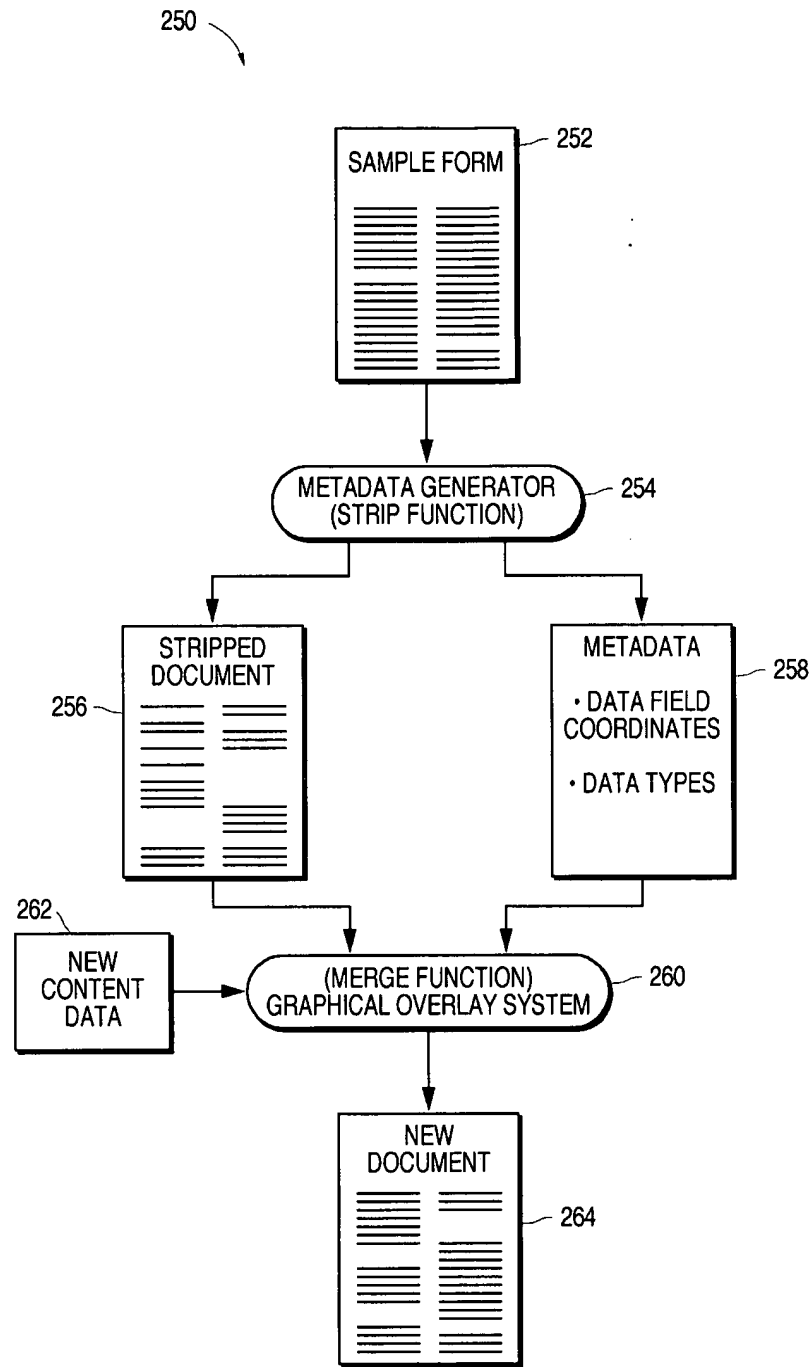 250
252
SAMPLE FORM
METADATA GENERATOR
(STRIP FUNCTION)
254
STRIPPED
DOCUMENT
256
METADATA
• DATA FIELD
COORDINATES
• DATA TYPES
258
262
NEW
CONTENT
DATA
(MERGE FUNCTION)
GRAPHICAL OVERLAY SYSTEM
260
NEW
DOCUMENT
264